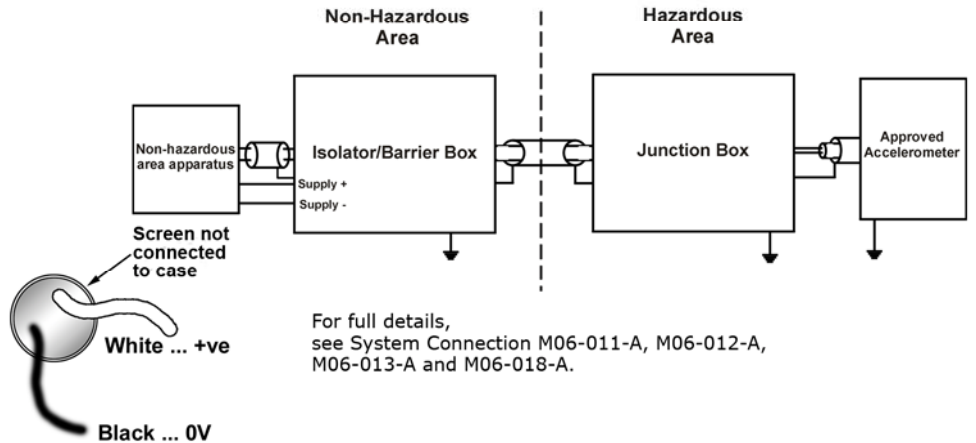 Non-Hazardous
Area
Hazardous
Area
Non-hazardous
area apparatus
Isolator/Barrier Box
Supply +
Supply -
Junction Box
Approved
Accelerometer
Screen not
connected
to case
White ... +ve
Black ... 0V
For full details,
see System Connection M06-011-A, M06-012-A,
M06-013-A and M06-018-A.